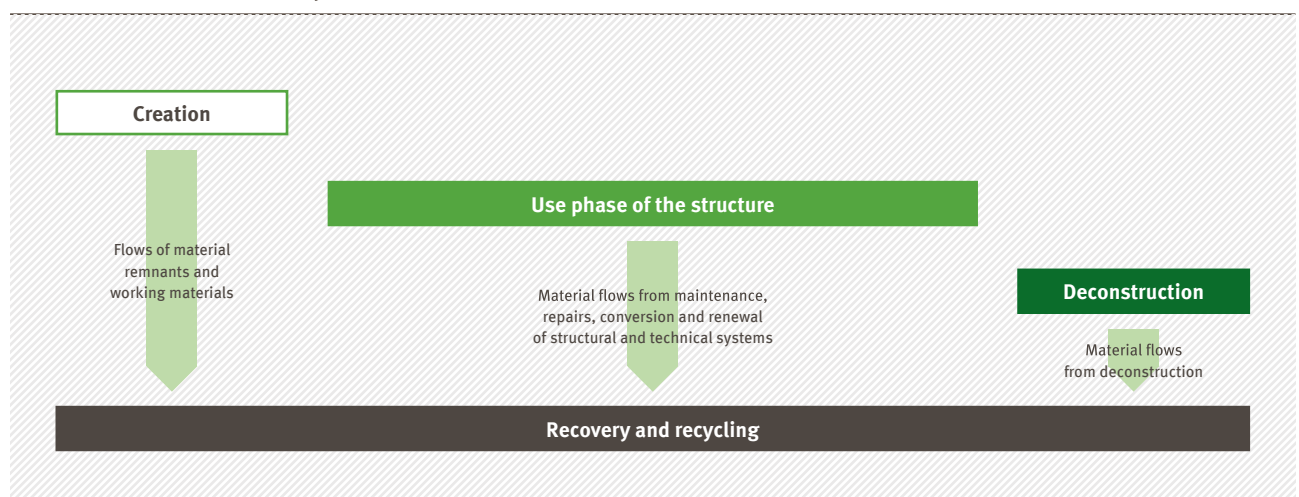 Creation
Use phase of the structure
Flows of material
remnants and
working materials
Deconstruction
Material flows from maintenance,
repairs, conversion and renewal
of structural and technical systems
Material flows
from deconstruction
Recovery and recycling